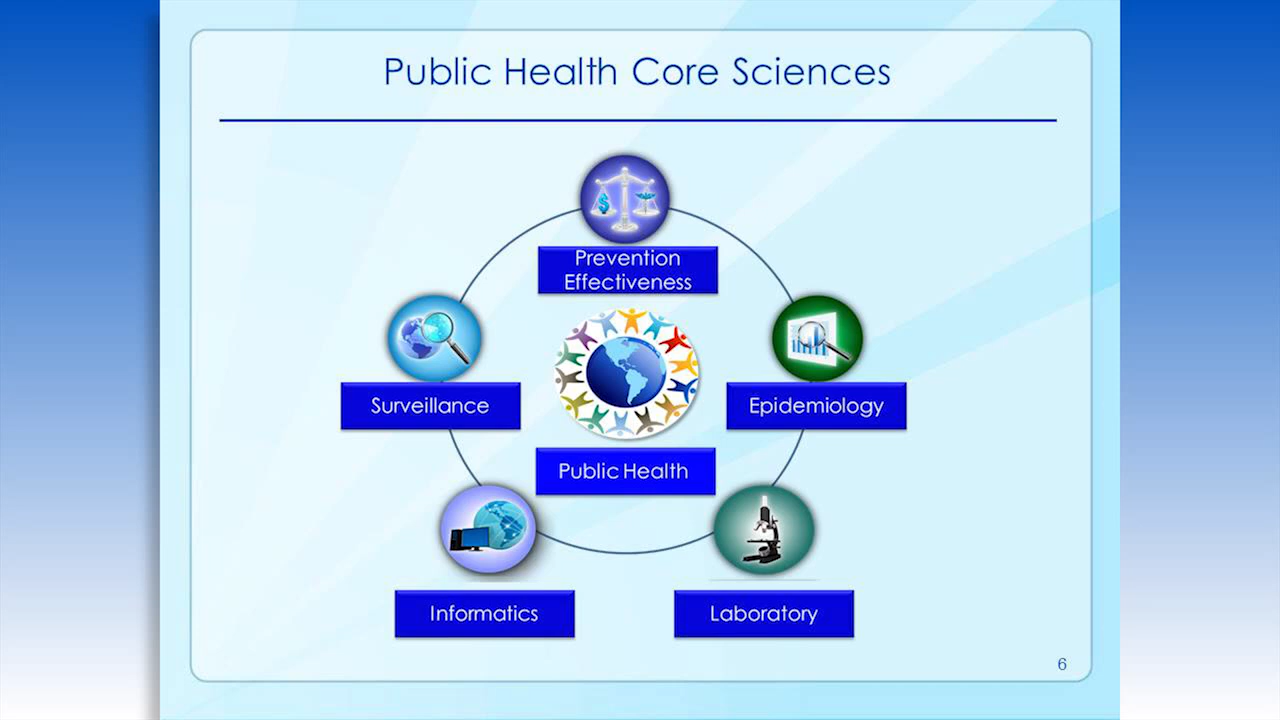 Public Health Core Sciences
$
Prevention
Effectiveness
Surveillance
Epidemiology
Public Health
Informatics
Laboratory
6